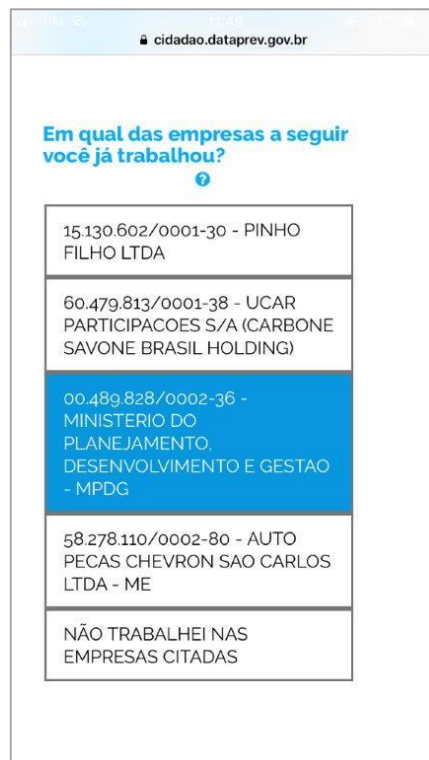 11:49
cidadao.dataprev.gov.br
Em qual das empresas a seguir
você já trabalhou?
?
15.130.602/0001-30 - PINHO
FILHO LTDA
60.479.813/0001-38 - UCAR
PARTICIPACOES S/A (CARBONE
SAVONE BRASIL HOLDING)
00.489.828/0002-36 -
MINISTERIO DO
PLANEJAMENTO,
DESENVOLVIMENTO E GESTAO
- MPDG
58.278.110/0002-80 - AUTO
PECAS CHEVRON SAO CARLOS
LTDA - ME
NÃO TRABALHEI NAS
EMPRESAS CITADAS